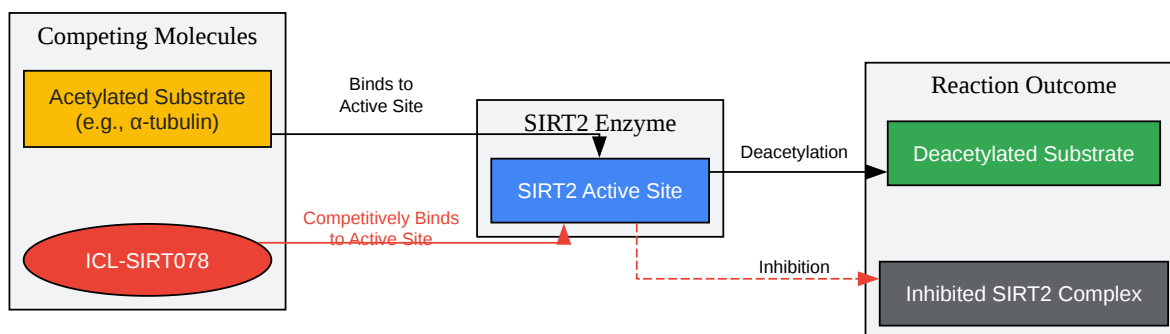 Competing Molecules
Acetylated Substrate
(e.g., α-tubulin)
ICL-SIRT078
Binds to
Active Site
Competitively Binds
to Active Site
SIRT2 Enzyme
SIRT2 Active Site
Deacetylation
Inhibition
Reaction Outcome
Deacetylated Substrate
Inhibited SIRT2 Complex